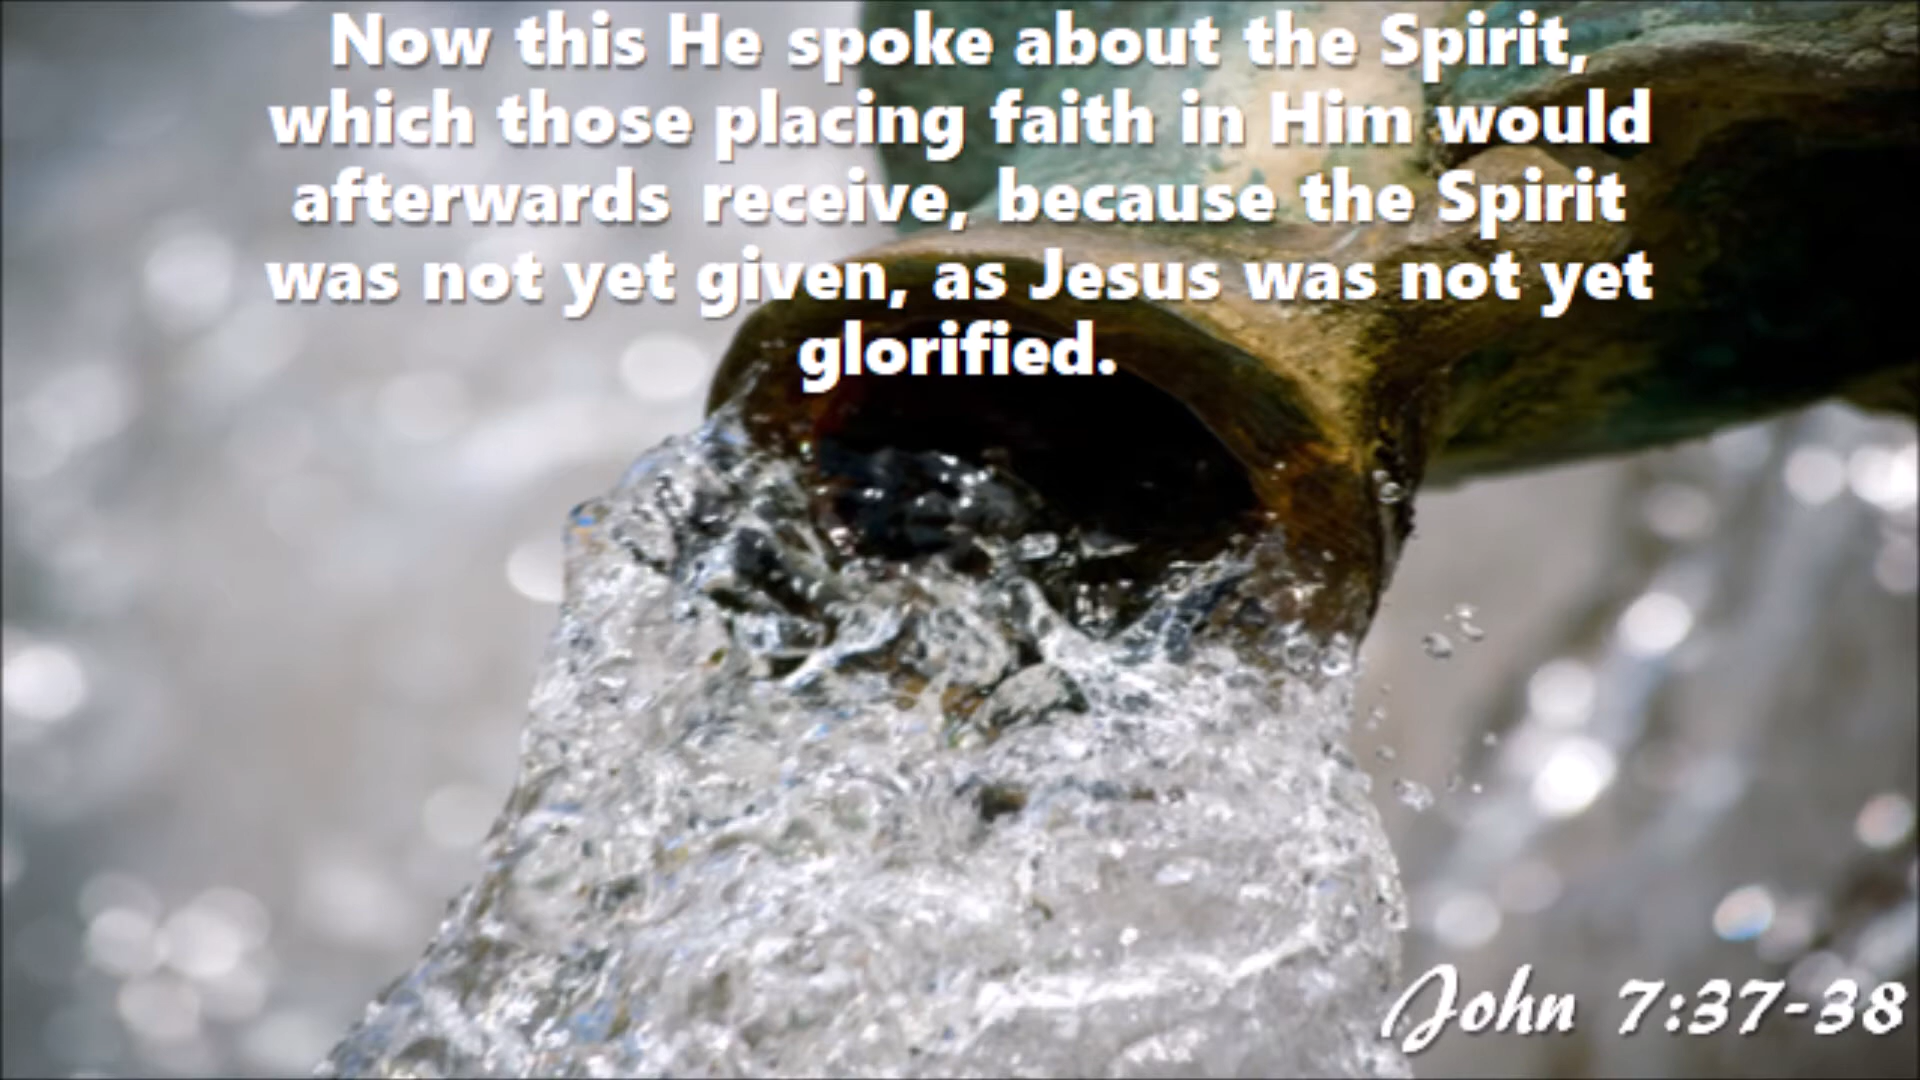 Now this He spoke about the Spirit,
which those placing faith in Him would
afterwards receive, because the Spirit
was not yet given, as Jesus was not yet
glorified.
John 7:37-38